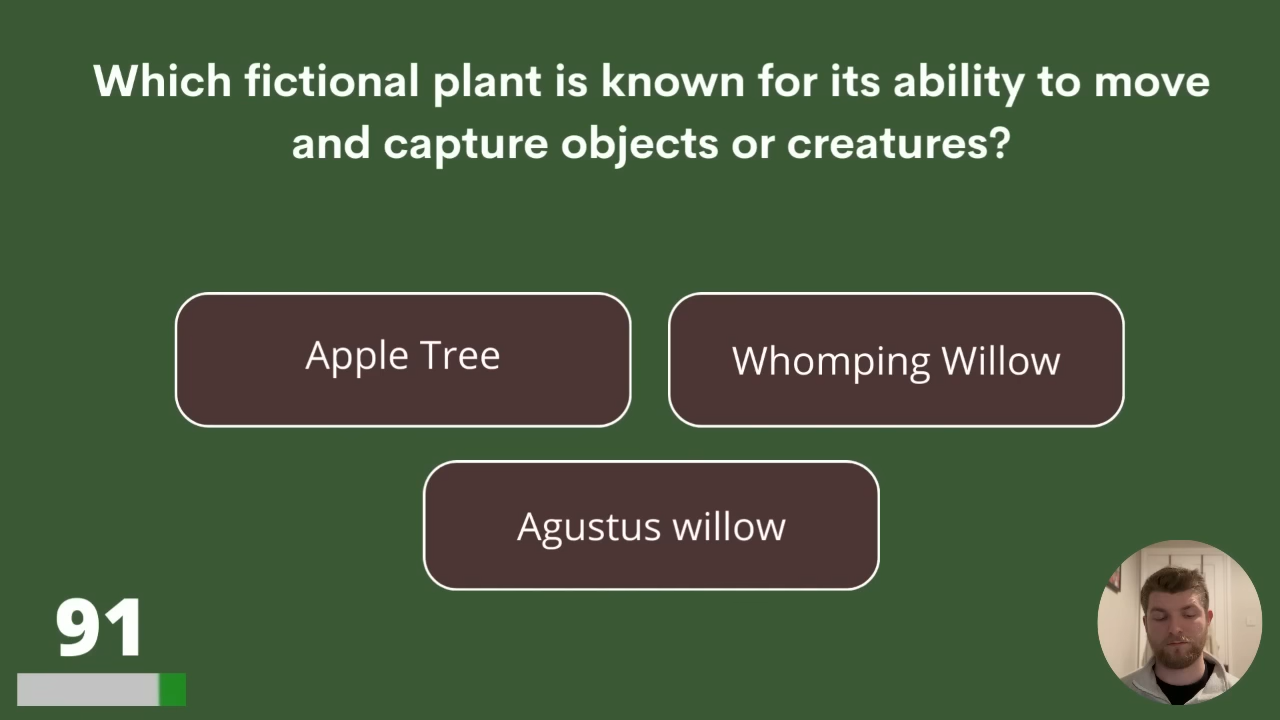 Which fictional plant is known for its ability to move
and capture objects or creatures?
Apple Tree
Whomping Willow
Agustus willow
91